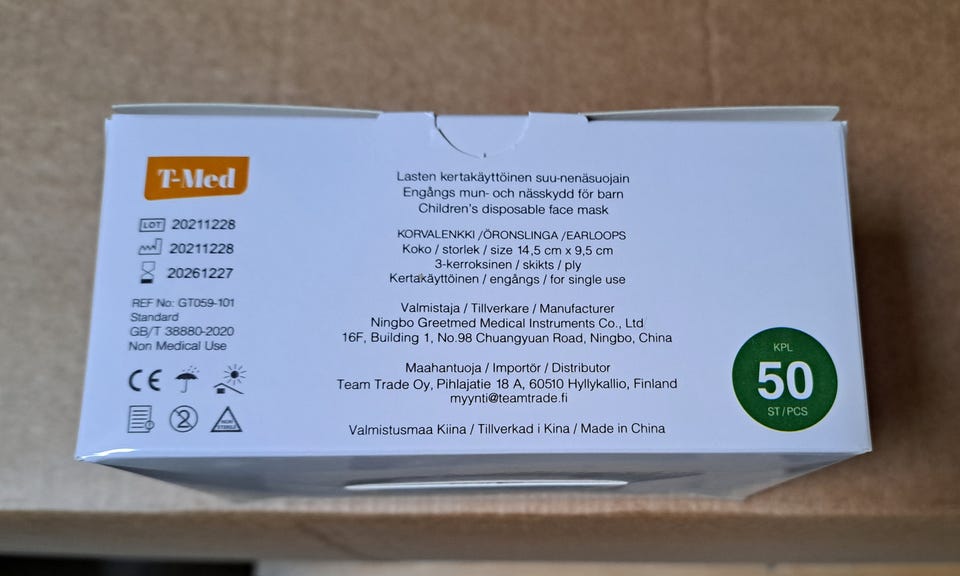 T-Med
LOT 20211228
20211228
20261227
REF No: GT059-101
Standard
GB/T 38880-2020
Non Medical Use
CE
2
NON STERILE
Lasten kertakäyttöinen suu-nenäsuojain
Engångs mun- och nässkydd för barn
Children's disposable face mask
KORVALENKKI /ÖRONSLINGA /EARLOOPS
Koko / storlek / size 14,5 cm x 9,5 cm
3-kerroksinen / skikts / ply
Kertakäyttöinen / engångs / for single use
Valmistaja / Tillverkare / Manufacturer
Ningbo Greetmed Medical Instruments Co., Ltd
16F, Building 1, No.98 Chuangyuan Road, Ningbo, China
Maahantuoja / Importör / Distributor
Team Trade Oy, Pihlajatie 18 A, 60510 Hyllykallio, Finland
myynti@teamtrade.fi
Valmistusmaa Kiina / Tillverkad i Kina / Made in China
KPL
50
ST/PCS